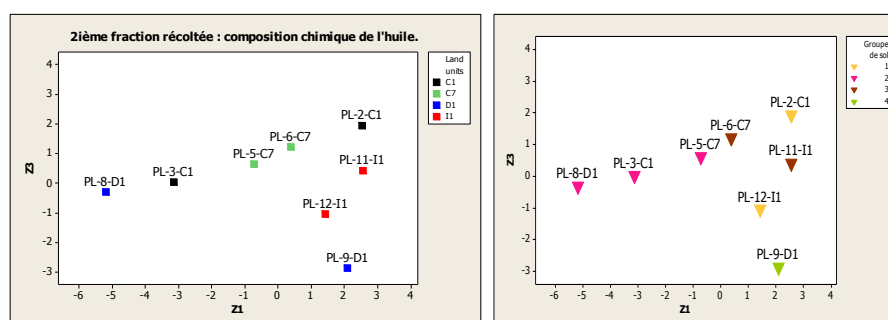 2ième fraction récoltée : composition chimique de l'huile.
Land
units
C1
C7
D1
I1
4
3
2
1
0
-1
-2
-3
Z3
PL-2-C1
PL-6-C7
PL-5-C7
PL-11-I1
PL-3-C1
PL-8-D1
PL-12-I1
PL-9-D1
-6 -5 -4 -3 -2 -1 0 1 2 3 4
Z1
Groupe
de sol
1
2
3
4
4
3
2
1
0
-1
-2
-3
Z3
PL-2-C1
PL-6-C7
PL-5-C7
PL-11-I1
PL-3-C1
PL-8-D1
PL-12-I1
PL-9-D1
-6 -5 -4 -3 -2 -1 0 1 2 3 4
Z1